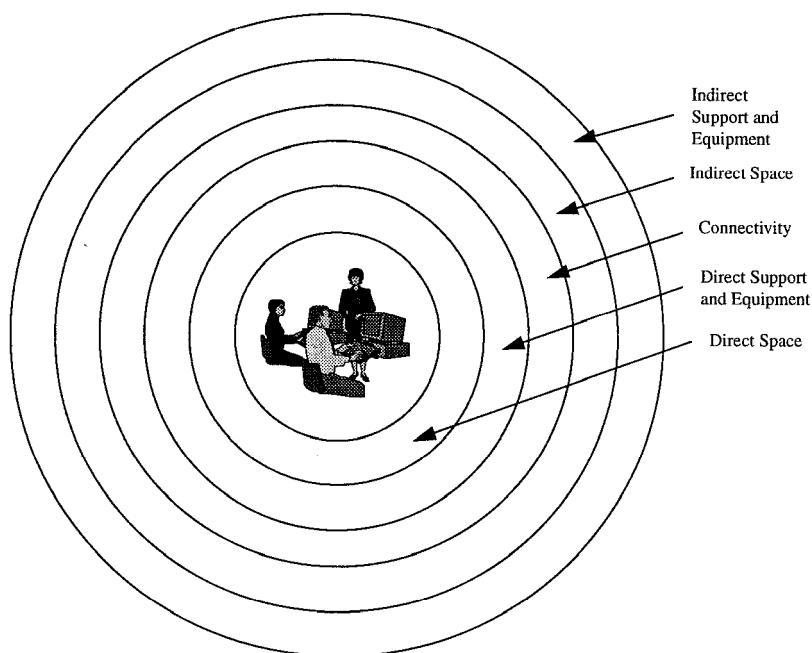 Indirect
Support and
Equipment
Indirect Space
Connectivity
Direct Support
and Equipment
Direct Space